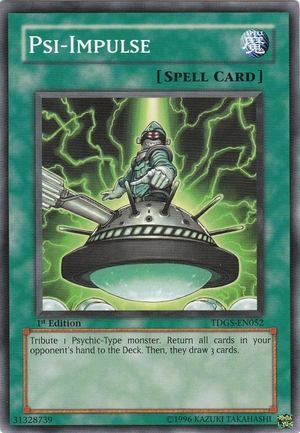 PSI-IMPULSE
魔
[SPELL CARD]
1st Edition
TDGS-EN052
Tribute 1 Psychic-Type monster. Return all cards in your
opponent's hand to the Deck. Then, they draw 3 cards.
31328739
©1996 KAZUKI TAKAHASHI